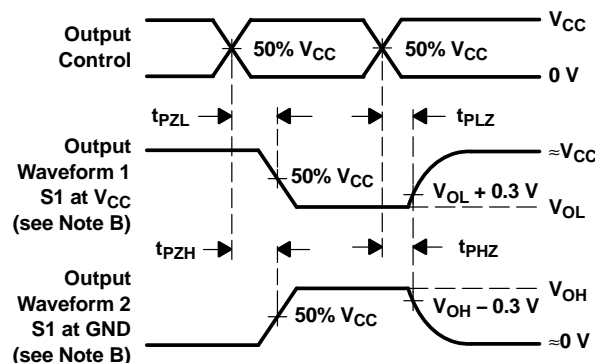 Output
Control
50% VCC
50% VCC
VCC
0 V
tPZL
tPLZ
Output
Waveform 1
S1 at VCC
(see Note B)
50% VCC
≈VCC
VOL + 0.3 V
VOL
tPZH
tPHZ
Output
Waveform 2
S1 at GND
(see Note B)
50% VCC
VOH
VOH – 0.3 V
≈0 V